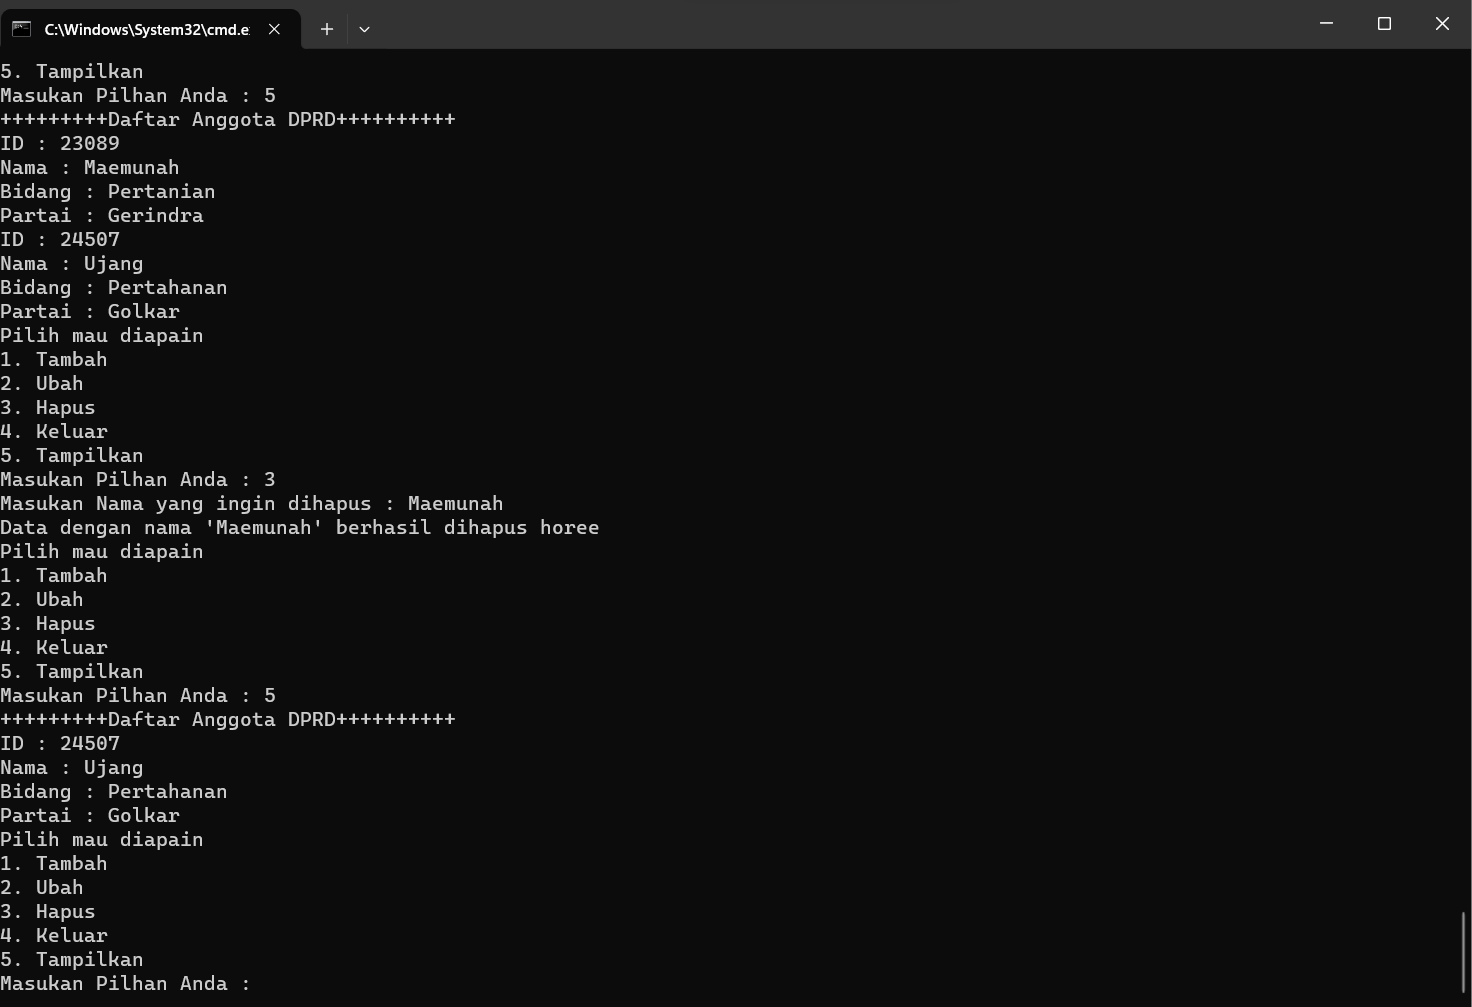 C:\Windows\System32\cmd.e
5. Tampilkan
Masukan Pilhan Anda : 5
+++++++++Daftar Anggota DPRD++++++++++
ID : 23089
Nama : Maemunah
Bidang : Pertanian
Partai : Gerindra
ID : 24507
Nama : Ujang
Bidang : Pertahanan
Partai : Golkar
Pilih mau diapain
1. Tambah
2. Ubah
3. Hapus
4. Keluar
5. Tampilkan
Masukan Pilhan Anda : 3
Masukan Nama yang ingin dihapus : Maemunah
Data dengan nama 'Maemunah' berhasil dihapus horee
Pilih mau diapain
1. Tambah
2. Ubah
3. Hapus
4. Keluar
5. Tampilkan
Masukan Pilhan Anda : 5
+++++++++Daftar Anggota DPRD++++++++++
ID : 24507
Nama : Ujang
Bidang : Pertahanan
Partai : Golkar
Pilih mau diapain
1. Tambah
2. Ubah
3. Hapus
4. Keluar
5. Tampilkan
Masukan Pilhan Anda :